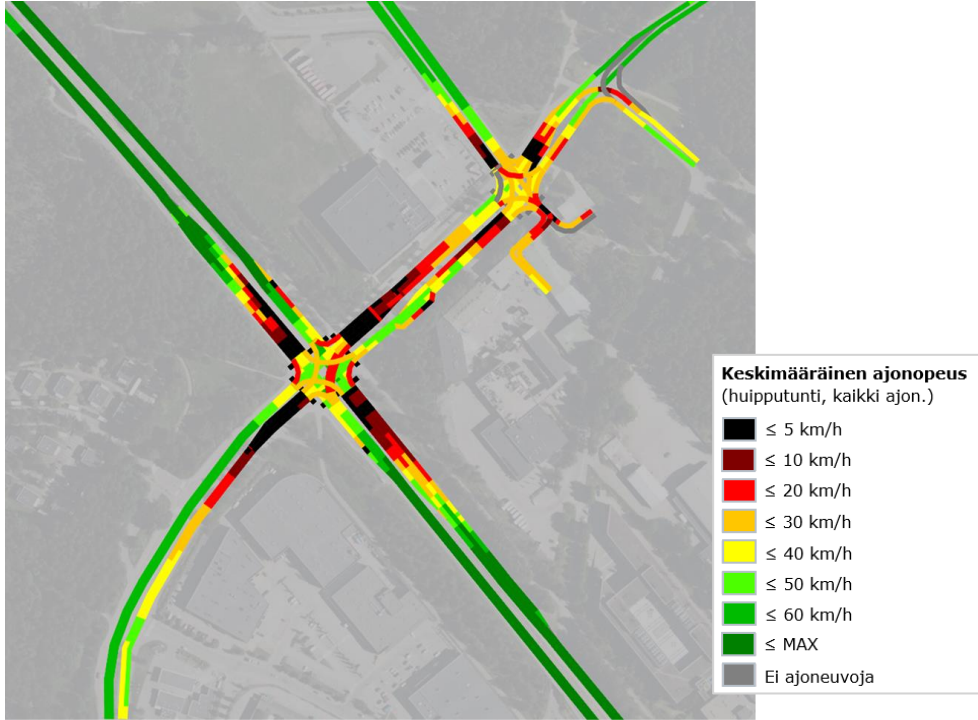 Keskimääräinen ajonopeus
(huipputunti, kaikki ajon.)
≤ 5 km/h
≤ 10 km/h
≤ 20 km/h
≤ 30 km/h
≤ 40 km/h
≤ 50 km/h
≤ 60 km/h
≤ MAX
Ei ajoneuvoja